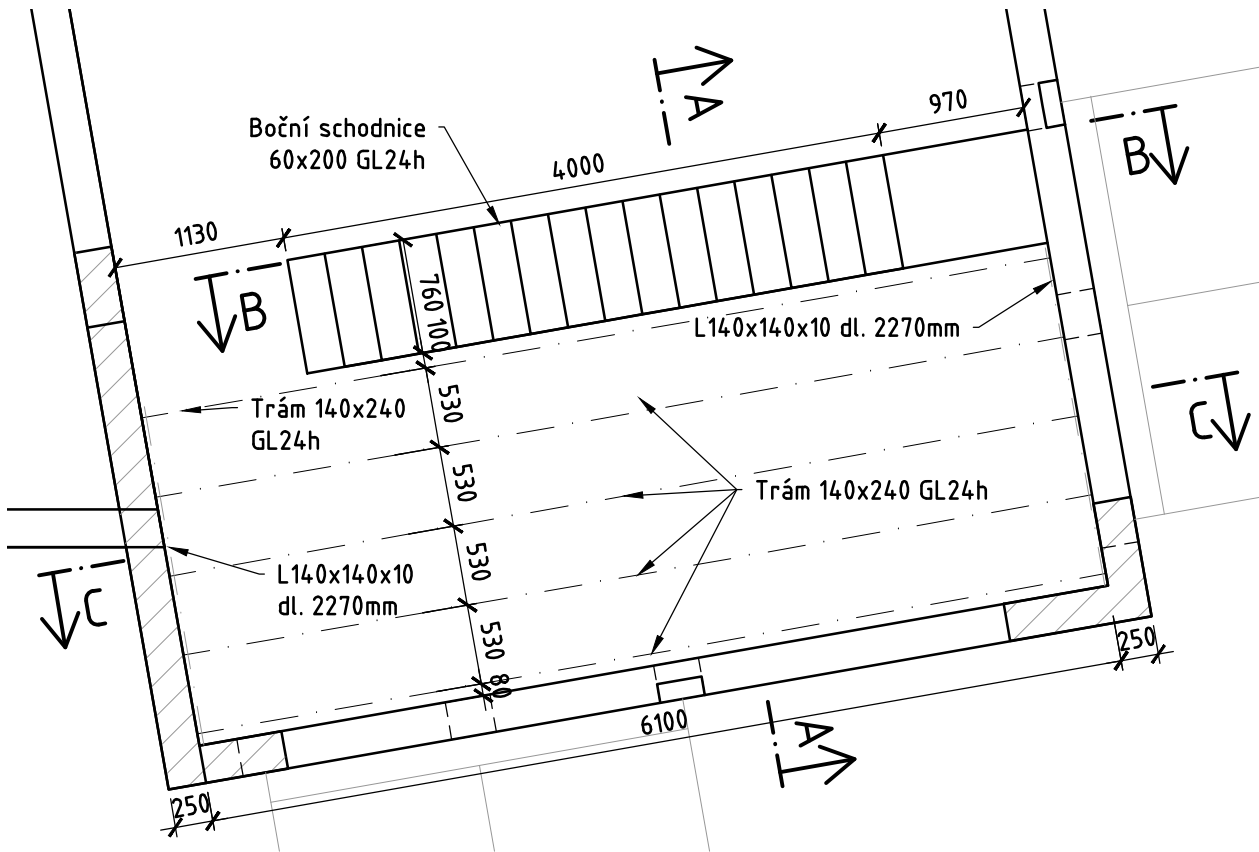 A
970
Boční schodnice
60x200 GL24h
4000
B
1130
B
760
100
L140x140x10 dl. 2270mm
530
Trám 140x240
GL24h
C
530
Trám 140x240 GL24h
530
L140x140x10
dl. 2270mm
C
530
80
250
6100
A
250